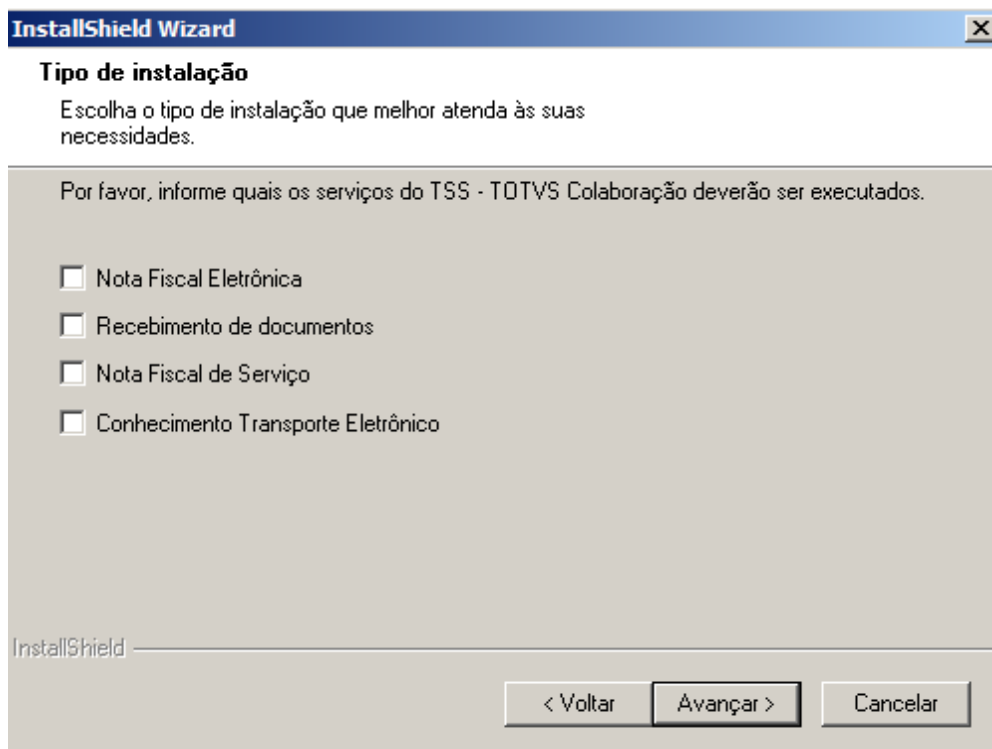 InstallShield Wizard
Tipo de instalação
Escolha o tipo de instalação que melhor atenda às suas
necessidades.
Por favor, informe quais os serviços do TSS - TOTVS Colaboração deverão ser executados.
Nota Fiscal Eletrônica
Recebimento de documentos
Nota Fiscal de Serviço
Conhecimento Transporte Eletrônico
InstallShield
< Voltar
Avançar >
Cancelar